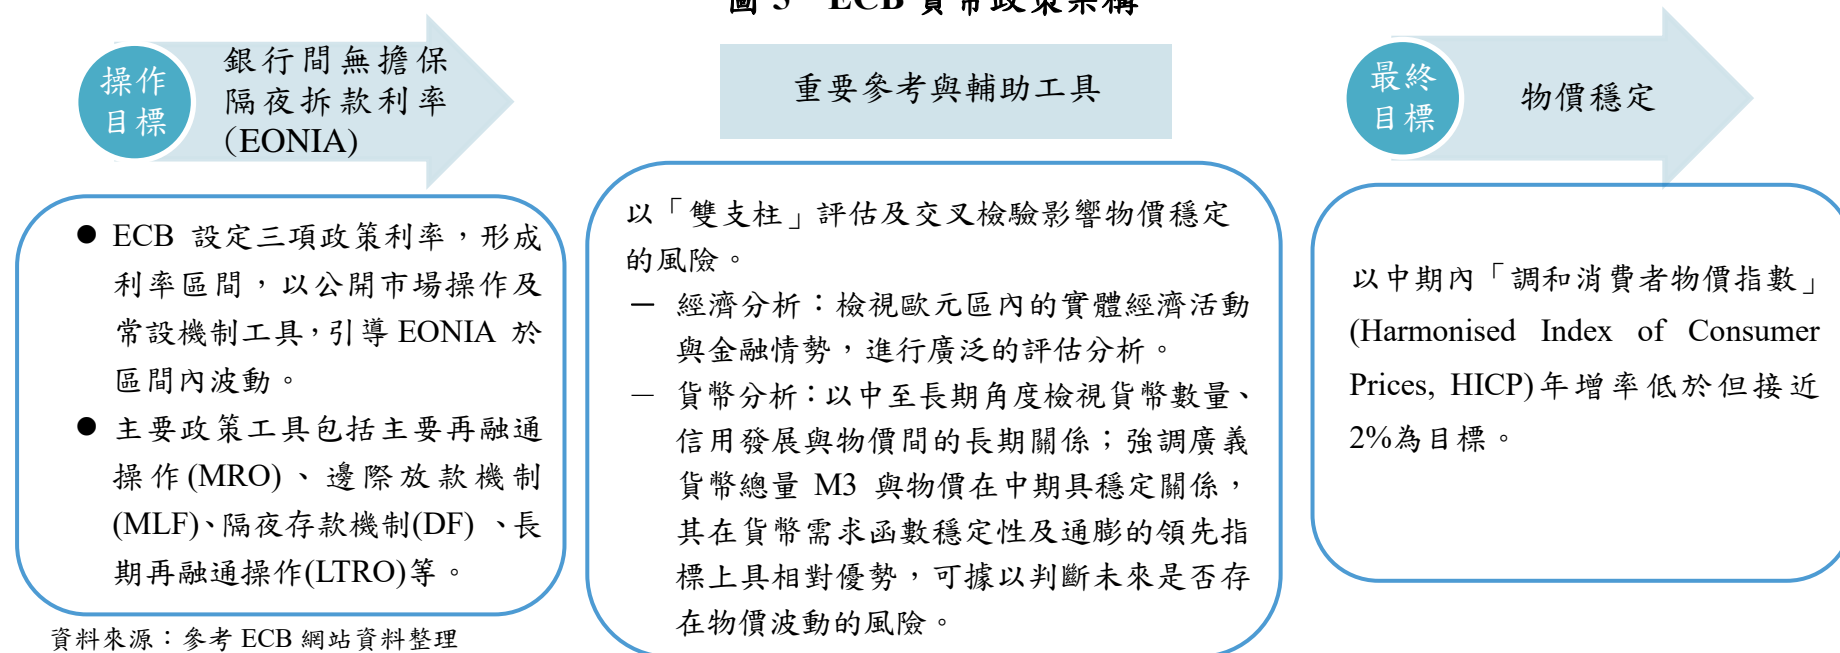 圖 3 ECB 貨幣政策架構
操作
目標
銀行間無擔保
隔夜拆款利率
(EONIA)
● ECB 設定三項政策利率，形成
利率區間，以公開市場操作及
常設機制工具，引導 EONIA 於
區間內波動。
● 主要政策工具包括主要再融通
操作(MRO)、邊際放款機制
(MLF)、隔夜存款機制(DF) 、長
期再融通操作(LTRO)等。
重要參考與輔助工具
以「雙支柱」評估及交叉檢驗影響物價穩定
的風險。
－ 經濟分析：檢視歐元區內的實體經濟活動
與金融情勢，進行廣泛的評估分析。
－ 貨幣分析：以中至長期角度檢視貨幣數量、
信用發展與物價間的長期關係；強調廣義
貨幣總量 M3 與物價在中期具穩定關係，
其在貨幣需求函數穩定性及通膨的領先指
標上具相對優勢，可據以判斷未來是否存
在物價波動的風險。
最終
目標
物價穩定
以中期內「調和消費者物價指數」
(Harmonised Index of Consumer
Prices, HICP)年增率低於但接近
2%為目標。
資料來源：參考 ECB 網站資料整理